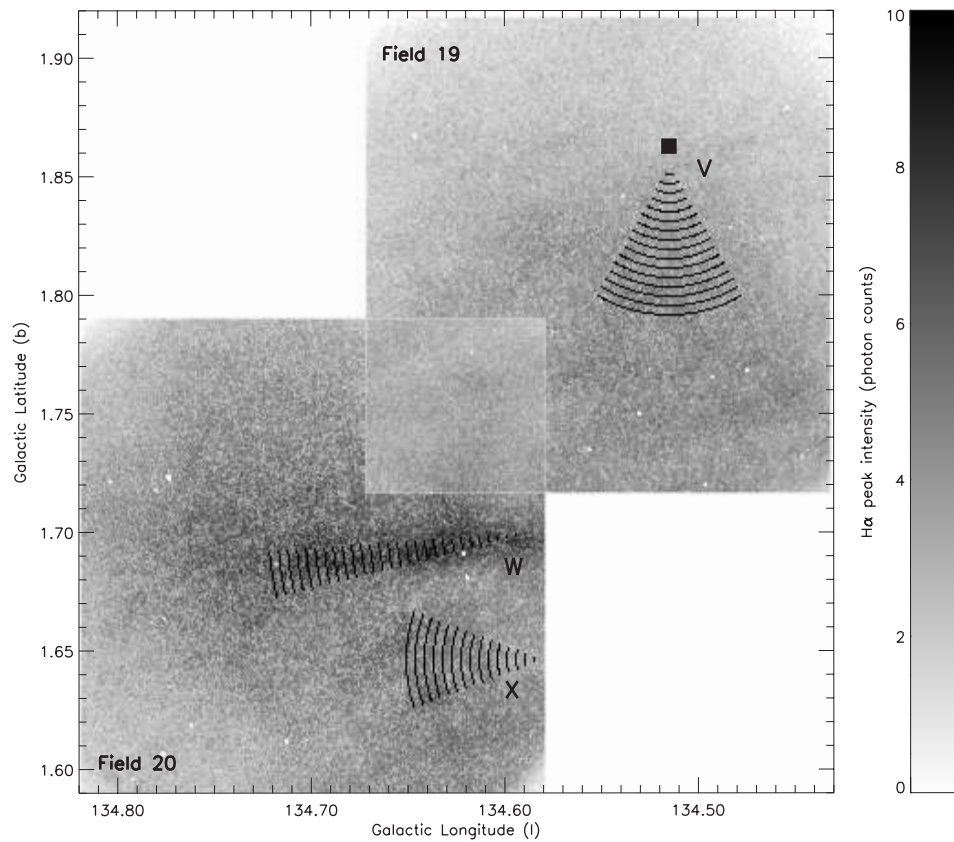 Field 19
V
W
X
Field 20
1.90
1.85
1.80
1.75
1.70
1.65
1.60
Galactic Latitude (b)
134.80
134.70
134.60
134.50
Galactic Longitude (l)
10
8
6
4
2
0
Hα peak intensity (photon counts)